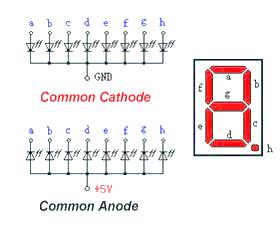 a b c d e f g h
GND
Common Cathode
a b c d e f g h
+5V
Common Anode
a
f b
g
e c
d
h